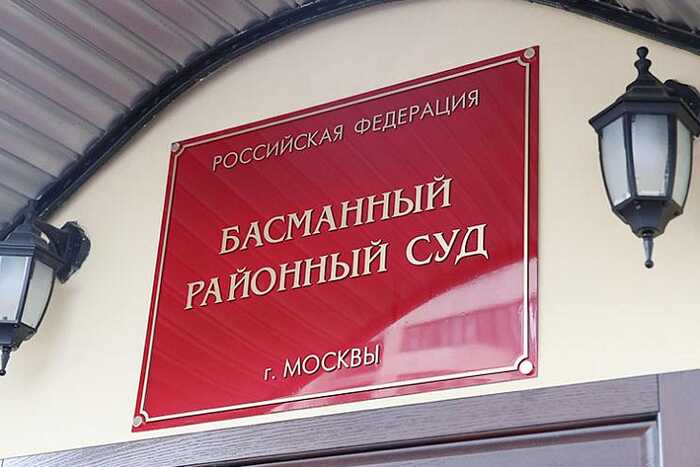 РОССИЙСКАЯ ФЕДЕРАЦИЯ
БАСМАННЫЙ
РАЙОННЫЙ СУД
г. МОСКВЫ